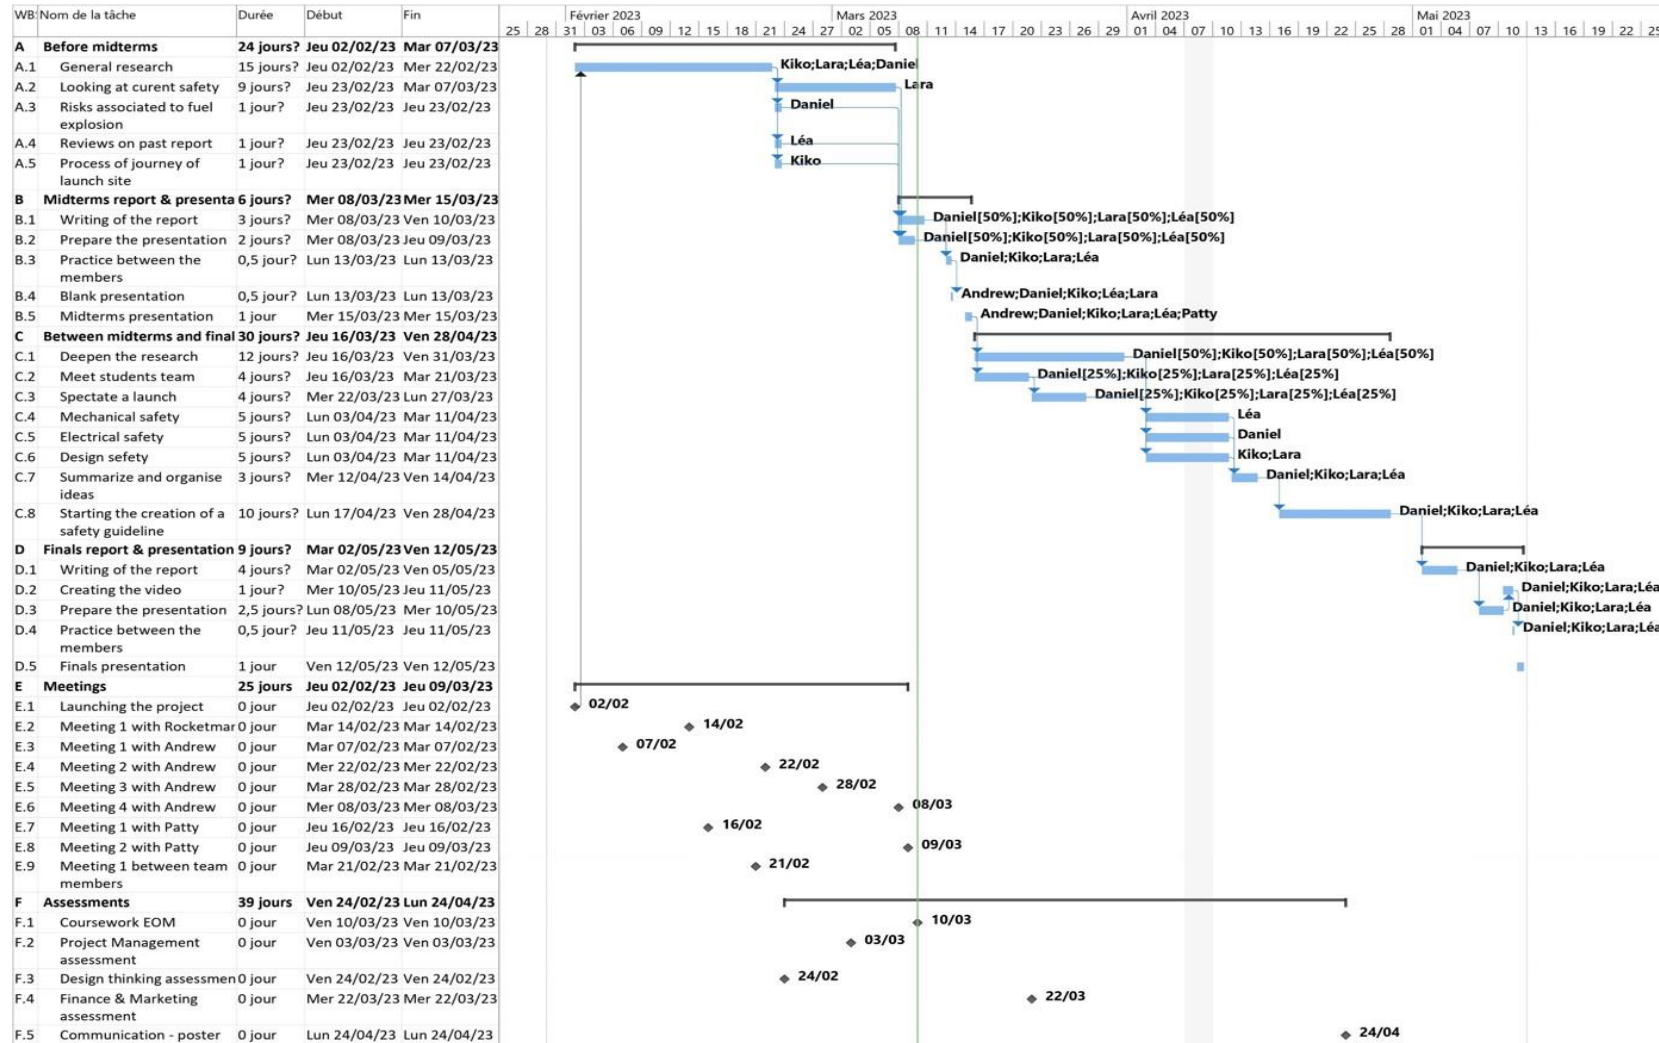 WBS Nom de la tâche Durée Début Fin Février 2023 Mars 2023 Avril 2023 Mai 2023
25 28 31 03 06 09 12 15 18 21 24 27 02 05 08 11 14 17 20 23 26 29 01 04 07 10 13 16 19 22 25 28 01 04 07 10 13 16 19 22 25
A Before midterms 24 jours? Jeu 02/02/23 Mar 07/03/23
A.1 General research 15 jours? Jeu 02/02/23 Mer 22/02/23 Kiko;Lara;Léa;Daniel
A.2 Looking at curent safety 9 jours? Jeu 23/02/23 Mar 07/03/23 Lara
A.3 Risks associated to fuel 1 jour? Jeu 23/02/23 Jeu 23/02/23 Daniel
explosion
A.4 Reviews on past report 1 jour? Jeu 23/02/23 Jeu 23/02/23 Léa
A.5 Process of journey of 1 jour? Jeu 23/02/23 Jeu 23/02/23 Kiko
launch site
B Midterms report & presenta 6 jours? Mer 08/03/23 Mer 15/03/23
B.1 Writing of the report 3 jours? Mer 08/03/23 Ven 10/03/23 Daniel[50%];Kiko[50%];Lara[50%];Léa[50%]
B.2 Prepare the presentation 2 jours? Mer 08/03/23 Jeu 09/03/23 Daniel[50%];Kiko[50%];Lara[50%];Léa[50%]
B.3 Practice between the 0,5 jour? Lun 13/03/23 Lun 13/03/23 Daniel;Kiko;Lara;Léa
members
B.4 Blank presentation 0,5 jour? Lun 13/03/23 Lun 13/03/23 Andrew;Daniel;Kiko;Léa;Lara
B.5 Midterms presentation 1 jour Mer 15/03/23 Mer 15/03/23 Andrew;Daniel;Kiko;Lara;Léa;Patty
C Between midterms and final 30 jours? Jeu 16/03/23 Ven 28/04/23
C.1 Deepen the research 12 jours? Jeu 16/03/23 Ven 31/03/23 Daniel[50%];Kiko[50%];Lara[50%];Léa[50%]
C.2 Meet students team 4 jours? Jeu 16/03/23 Mar 21/03/23 Daniel[25%];Kiko[25%];Lara[25%];Léa[25%]
C.3 Spectate a launch 4 jours? Mer 22/03/23 Lun 27/03/23 Daniel[25%];Kiko[25%];Lara[25%];Léa[25%]
C.4 Mechanical safety 5 jours? Lun 03/04/23 Mar 11/04/23 Léa
C.5 Electrical safety 5 jours? Lun 03/04/23 Mar 11/04/23 Daniel
C.6 Design sefety 5 jours? Lun 03/04/23 Mar 11/04/23 Kiko;Lara
C.7 Summarize and organise 3 jours? Mer 12/04/23 Ven 14/04/23 Daniel;Kiko;Lara;Léa
ideas
C.8 Starting the creation of a 10 jours? Lun 17/04/23 Ven 28/04/23 Daniel;Kiko;Lara;Léa
safety guideline
D Finals report & presentation 9 jours? Mar 02/05/23 Ven 12/05/23
D.1 Writing of the report 4 jours? Mar 02/05/23 Ven 05/05/23 Daniel;Kiko;Lara;Léa
D.2 Creating the video 1 jour? Mer 10/05/23 Jeu 11/05/23 Daniel;Kiko;Lara;Léa
D.3 Prepare the presentation 2,5 jours? Lun 08/05/23 Mer 10/05/23 Daniel;Kiko;Lara;Léa
D.4 Practice between the 0,5 jour? Jeu 11/05/23 Jeu 11/05/23 Daniel;Kiko;Lara;Léa
members
D.5 Finals presentation 1 jour Ven 12/05/23 Ven 12/05/23
E Meetings 25 jours Jeu 02/02/23 Jeu 09/03/23
E.1 Launching the project 0 jour Jeu 02/02/23 Jeu 02/02/23 02/02
E.2 Meeting 1 with Rocketmar 0 jour Mar 14/02/23 Mar 14/02/23 14/02
E.3 Meeting 1 with Andrew 0 jour Mar 07/02/23 Mar 07/02/23 07/02
E.4 Meeting 2 with Andrew 0 jour Mer 22/02/23 Mer 22/02/23 22/02
E.5 Meeting 3 with Andrew 0 jour Mar 28/02/23 Mar 28/02/23 28/02
E.6 Meeting 4 with Andrew 0 jour Mer 08/03/23 Mer 08/03/23 08/03
E.7 Meeting 1 with Patty 0 jour Jeu 16/02/23 Jeu 16/02/23 16/02
E.8 Meeting 2 with Patty 0 jour Jeu 09/03/23 Jeu 09/03/23 09/03
E.9 Meeting 1 between team 0 jour Mar 21/02/23 Mar 21/02/23 21/02
members
F Assessments 39 jours Ven 24/02/23 Lun 24/04/23
F.1 Coursework EOM 0 jour Ven 10/03/23 Ven 10/03/23 10/03
F.2 Project Management 0 jour Ven 03/03/23 Ven 03/03/23 03/03
assessment
F.3 Design thinking assessmen 0 jour Ven 24/02/23 Ven 24/02/23 24/02
F.4 Finance & Marketing 0 jour Mer 22/03/23 Mer 22/03/23 22/03
assessment
F.5 Communication - poster 0 jour Lun 24/04/23 Lun 24/04/23 24/04